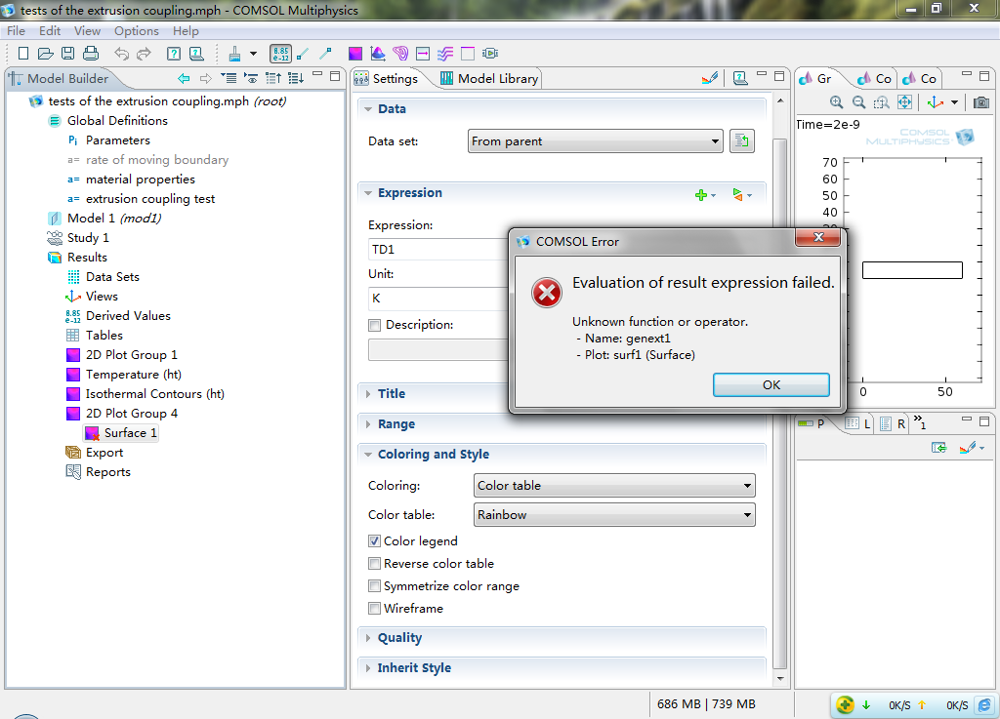 tests of the extrusion coupling.mph - COMSOL Multiphysics
File Edit View Options Help
8.85
e-12
Model Builder
tests of the extrusion coupling.mph (root)
Global Definitions
Pi Parameters
a= rate of moving boundary
a= material properties
a= extrusion coupling test
Model 1 (mod1)
Study 1
Results
Data Sets
Views
8.85
e-12
Derived Values
Tables
2D Plot Group 1
Temperature (ht)
Isothermal Contours (ht)
2D Plot Group 4
Surface 1
Export
Reports
Settings
Model Library
Data
Data set:
From parent
Expression
Expression:
TD1
Unit:
K
Description:
Title
Range
Coloring and Style
Coloring:
Color table
Color table:
Rainbow
Color legend
Reverse color table
Symmetrize color range
Wireframe
Quality
Inherit Style
COMSOL Error
Evaluation of result expression failed.
Unknown function or operator.
- Name: genext1
- Plot: surf1 (Surface)
OK
Gr
Co
Co
Time=2e-9
COMSOL
MULTIPHYSICS
70
60
50
40
30
0
50
P
L
R
»1
686 MB | 739 MB
0K/S
0K/S